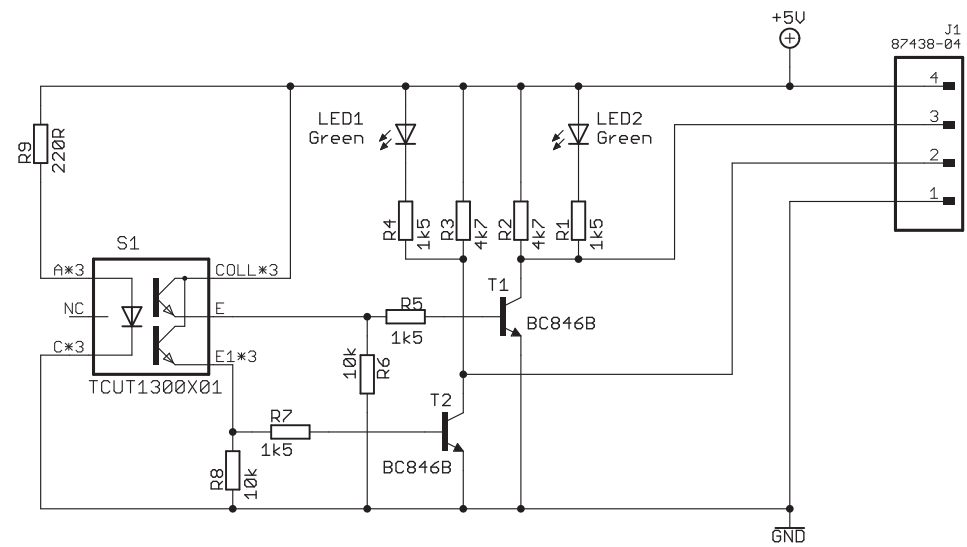 +5V
J1
87438-04
4
3
2
1
LED1
Green
LED2
Green
R9
220R
R4
1k5
R3
4k7
R2
4k7
R1
1k5
S1
A*3
COLL*3
NC
E
C*3
E1*3
TCUT1300X01
R5
1k5
T1
BC846B
10k
R6
T2
BC846B
R7
1k5
R8
10k
GND